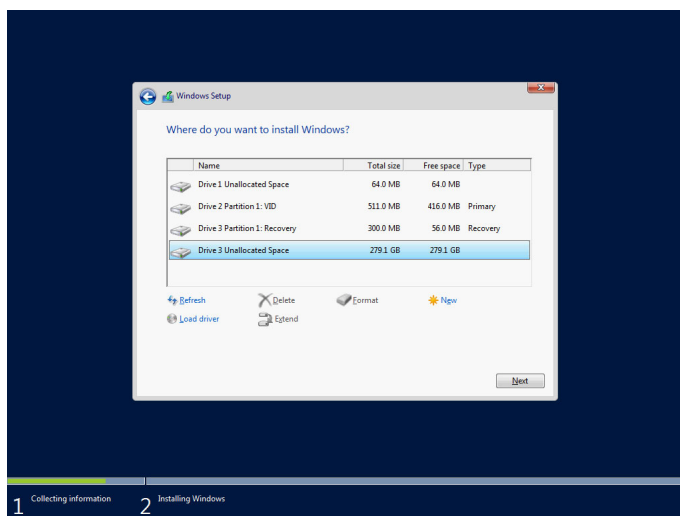 Windows Setup
Where do you want to install Windows?
Name Total size Free space Type
Drive 1 Unallocated Space 64.0 MB 64.0 MB
Drive 2 Partition 1: VID 511.0 MB 416.0 MB Primary
Drive 3 Partition 1: Recovery 300.0 MB 56.0 MB Recovery
Drive 3 Unallocated Space 279.1 GB 279.1 GB
Refresh Delete Format New
Load driver Extend
Next
1 Collecting information 2 Installing Windows